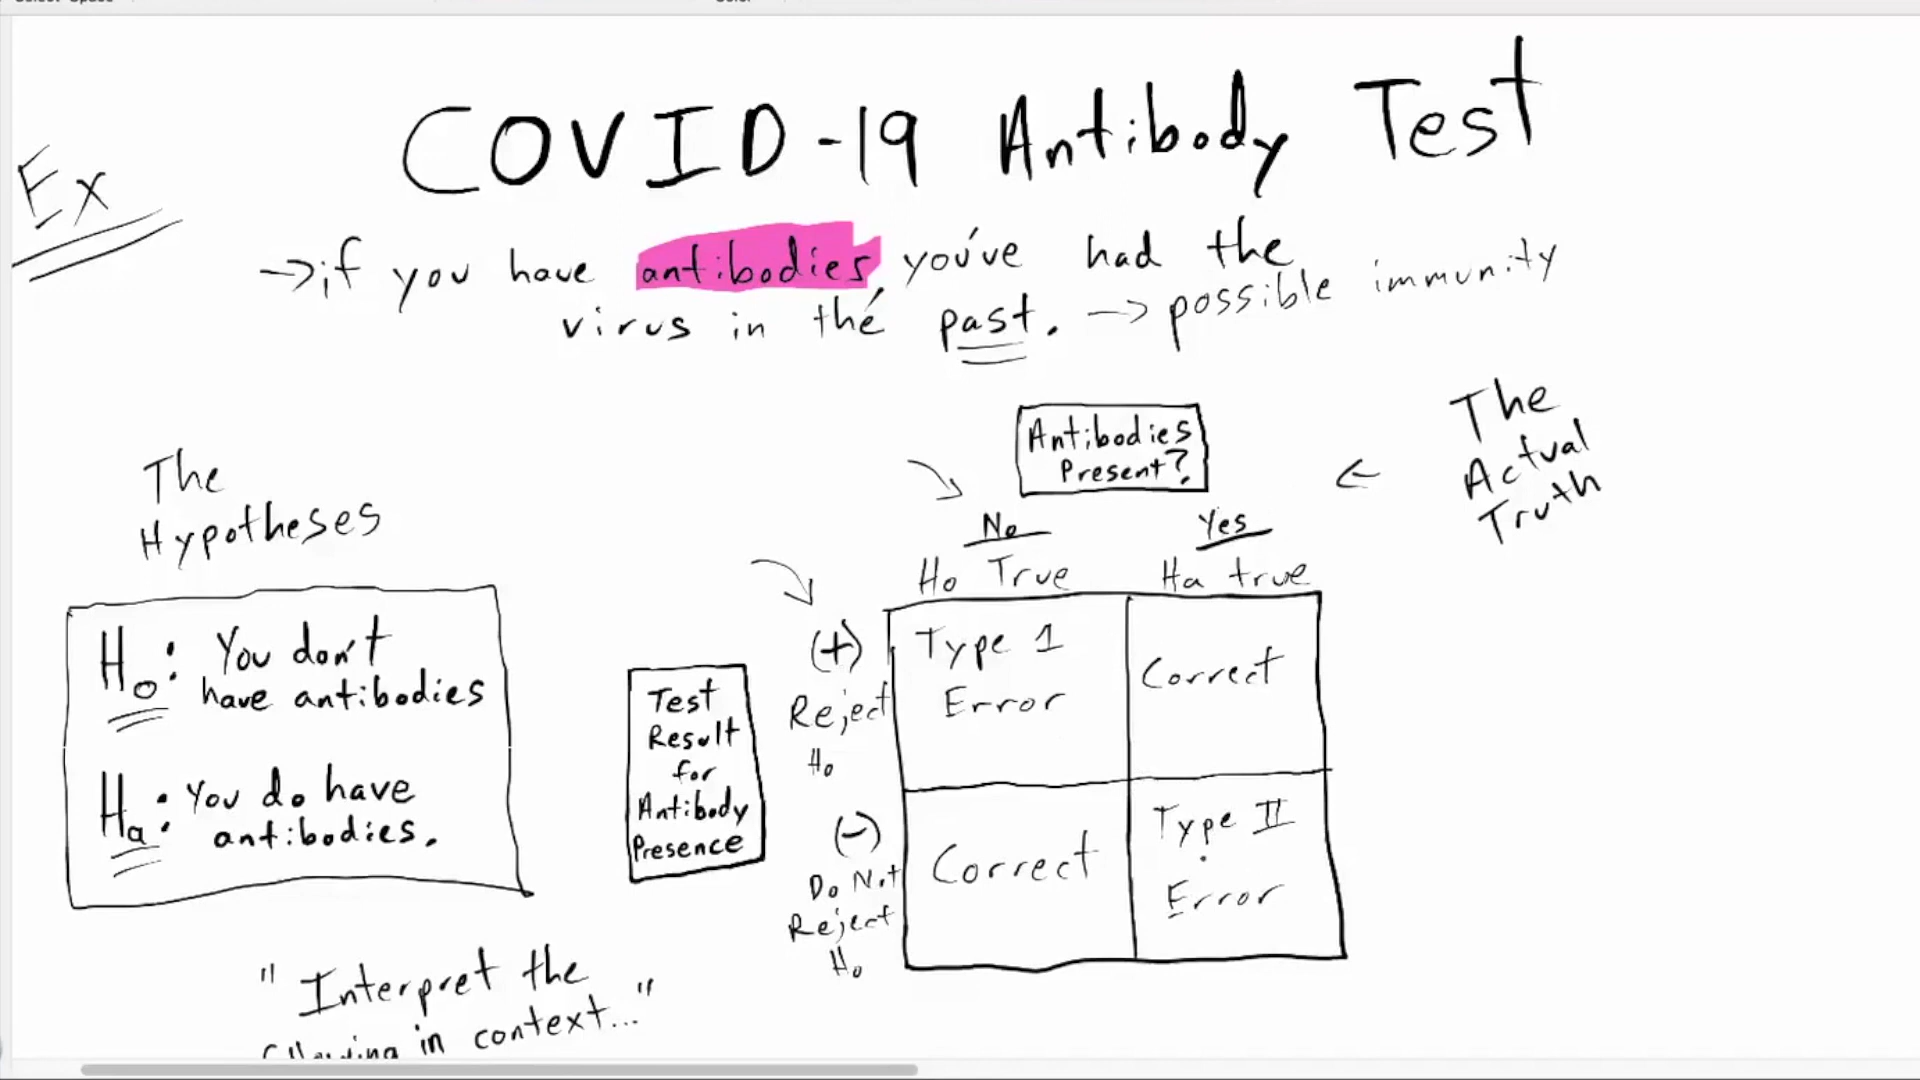 COVID-19 Antibody Test
Ex
→if you have antibodies, you've had the
virus in the past. → possible immunity
The
Hypotheses
Ho: You don't
have antibodies
Ha: You do have
antibodies.
Antibodies
Present?
←
The
Actual
Truth
No
Yes
Ho True
Ha true
Test
Result
for
Antibody
Presence
(+)
Reject
Ho
Type 1
Error
Correct
(-)
Do Not
Reject
Ho
Correct
Type II
Error
"Interpret the
in context..."